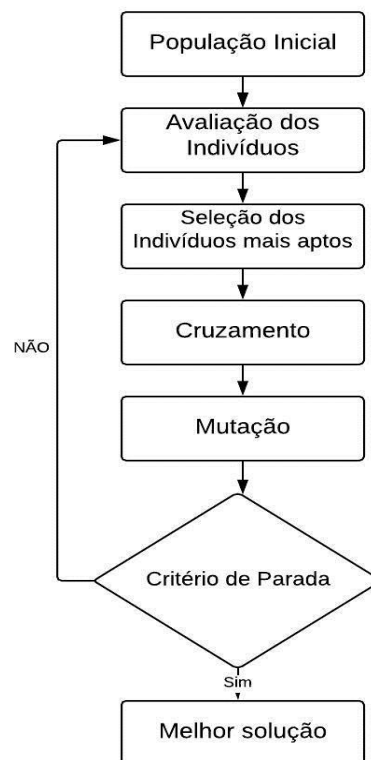 População Inicial
Avaliação dos
Indivíduos
Seleção dos
Indivíduos mais aptos
Cruzamento
NÃO
Mutação
Critério de Parada
Sim
Melhor solução